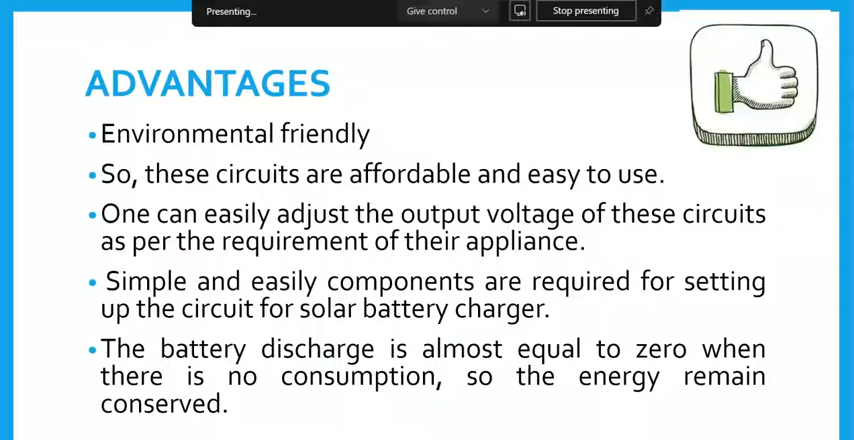 Presenting...
Give control
Stop presenting
ADVANTAGES
•Environmental friendly
•So, these circuits are affordable and easy to use.
•One can easily adjust the output voltage of these circuits
as per the requirement of their appliance.
• Simple and easily components are required for setting
up the circuit for solar battery charger.
•The battery discharge is almost equal to zero when
there is no consumption, so the energy remain
conserved.